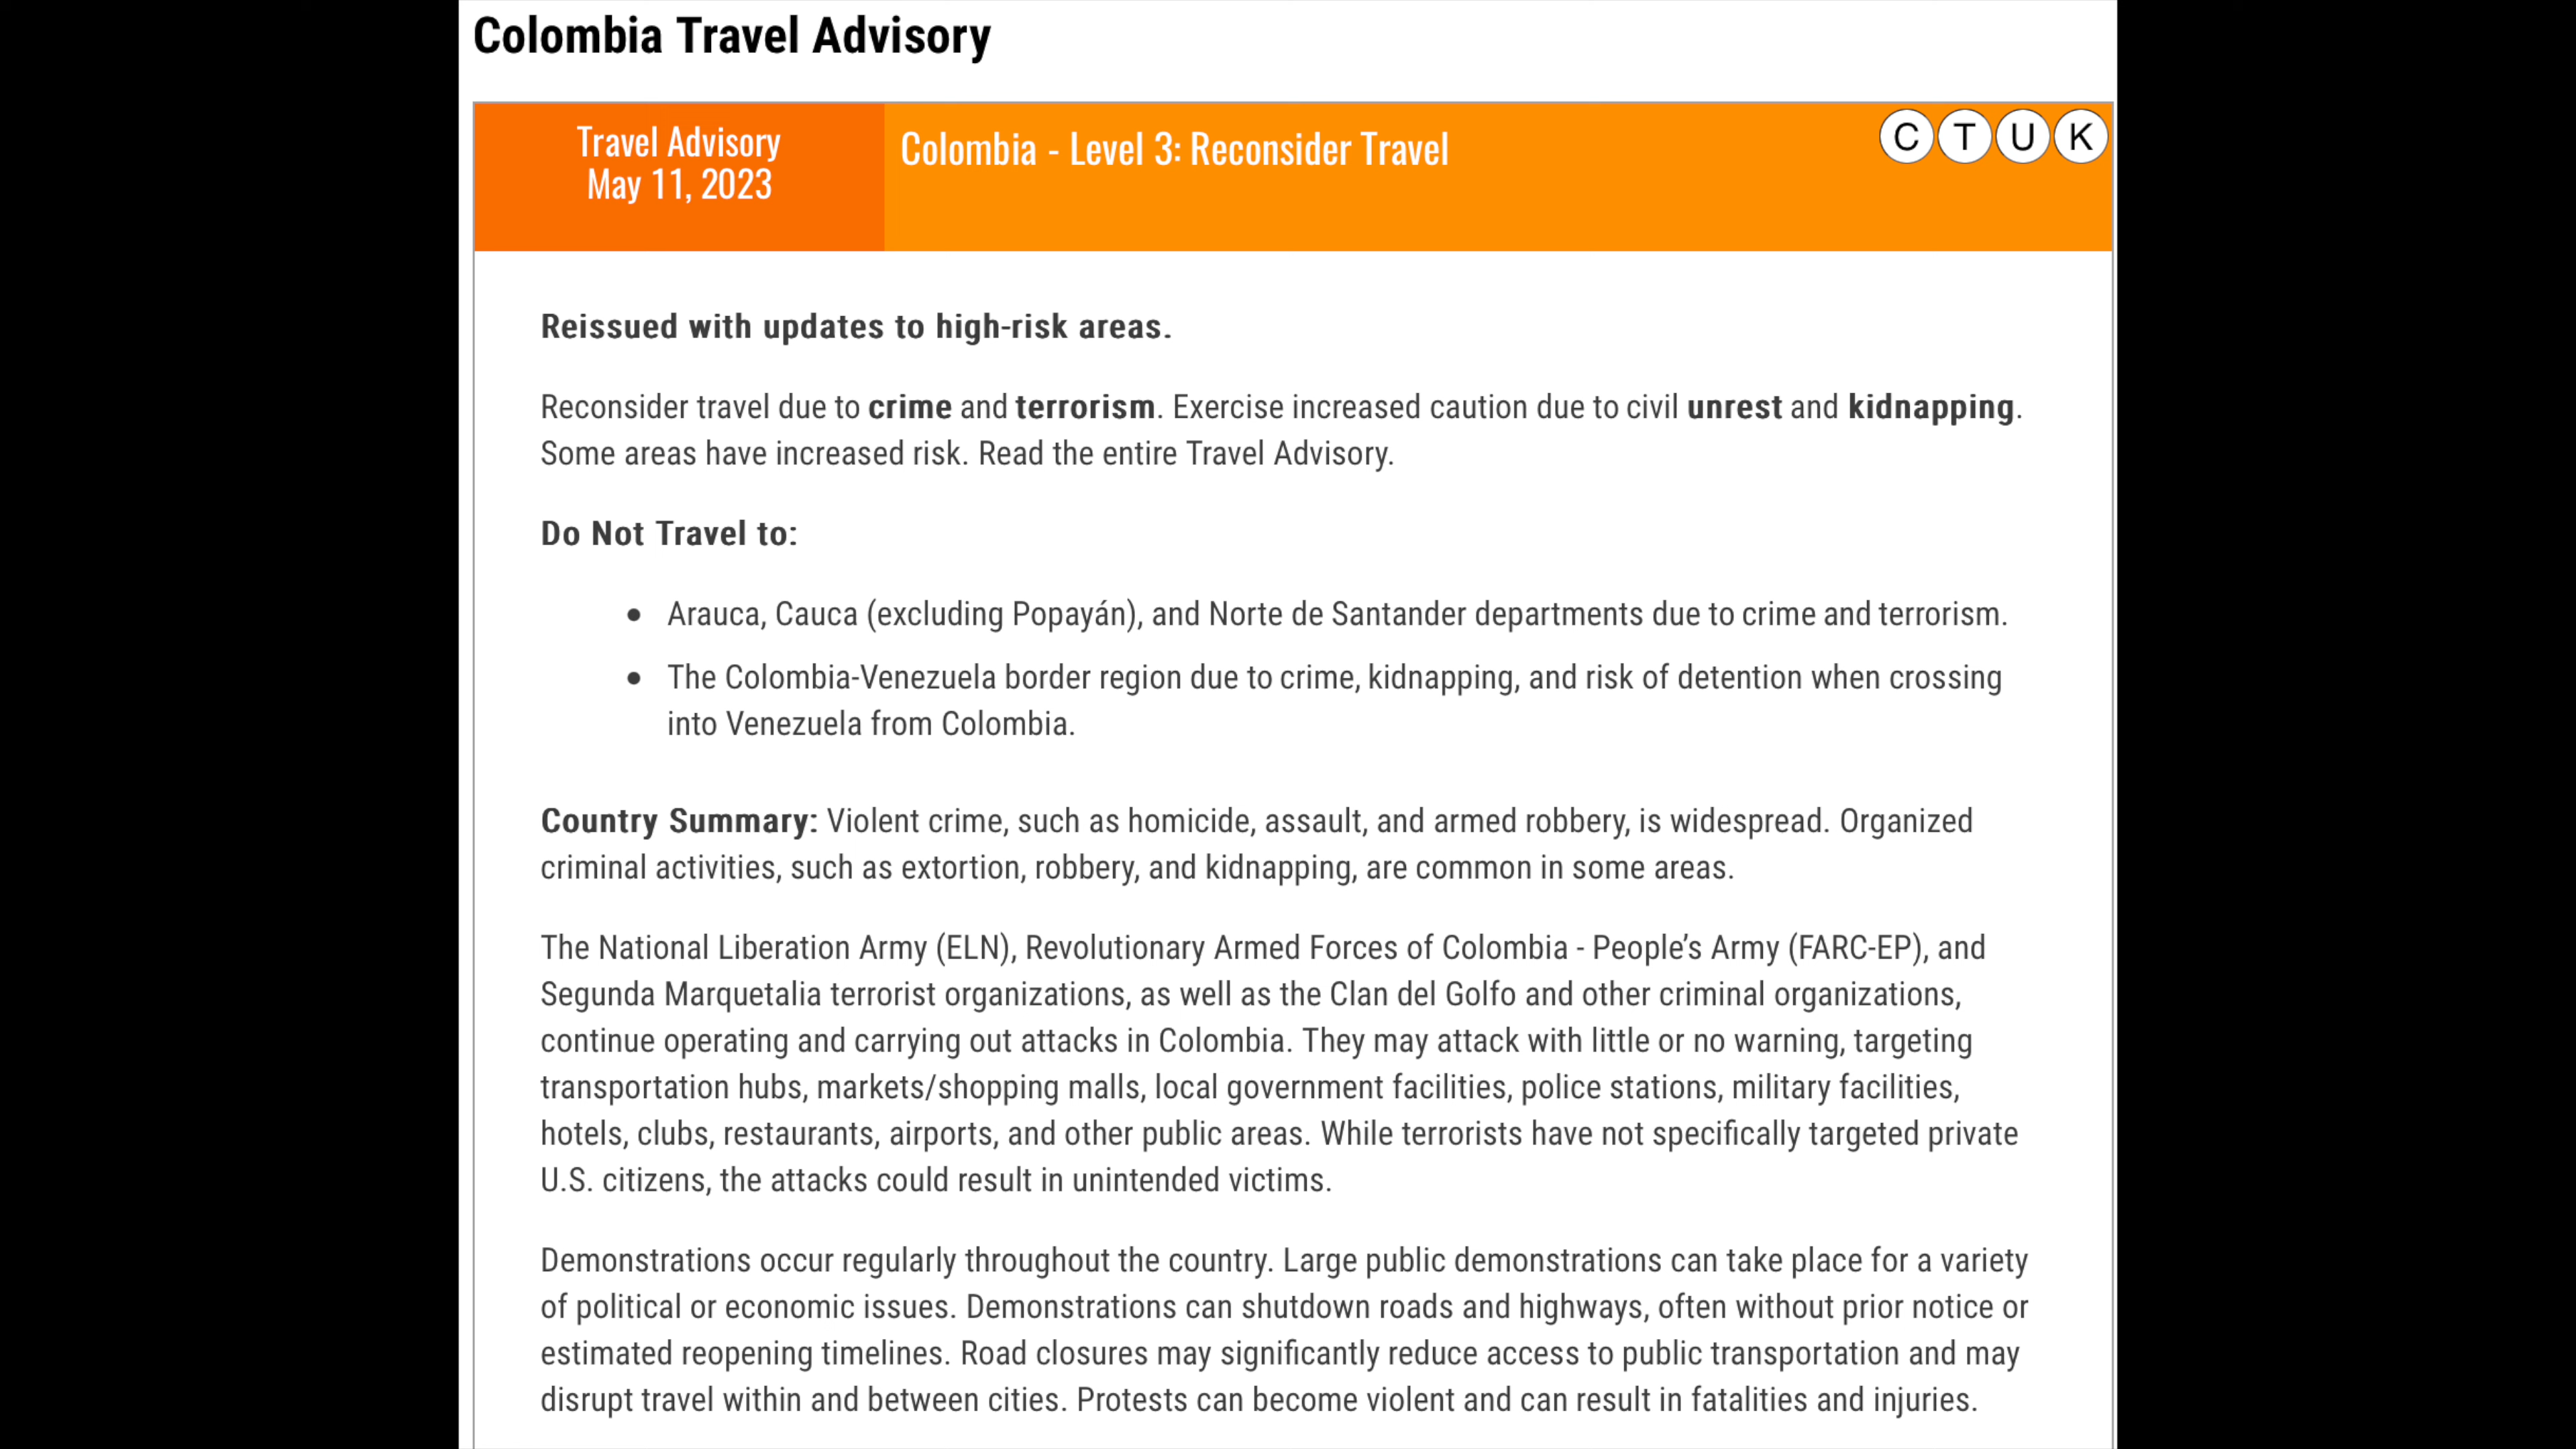 Colombia Travel Advisory
Travel Advisory
May 11, 2023
Colombia - Level 3: Reconsider Travel
C T U K
Reissued with updates to high-risk areas.
Reconsider travel due to crime and terrorism. Exercise increased caution due to civil unrest and kidnapping.
Some areas have increased risk. Read the entire Travel Advisory.
Do Not Travel to:
• Arauca, Cauca (excluding Popayán), and Norte de Santander departments due to crime and terrorism.
• The Colombia-Venezuela border region due to crime, kidnapping, and risk of detention when crossing
into Venezuela from Colombia.
Country Summary: Violent crime, such as homicide, assault, and armed robbery, is widespread. Organized
criminal activities, such as extortion, robbery, and kidnapping, are common in some areas.
The National Liberation Army (ELN), Revolutionary Armed Forces of Colombia - People’s Army (FARC-EP), and
Segunda Marquetalia terrorist organizations, as well as the Clan del Golfo and other criminal organizations,
continue operating and carrying out attacks in Colombia. They may attack with little or no warning, targeting
transportation hubs, markets/shopping malls, local government facilities, police stations, military facilities,
hotels, clubs, restaurants, airports, and other public areas. While terrorists have not specifically targeted private
U.S. citizens, the attacks could result in unintended victims.
Demonstrations occur regularly throughout the country. Large public demonstrations can take place for a variety
of political or economic issues. Demonstrations can shutdown roads and highways, often without prior notice or
estimated reopening timelines. Road closures may significantly reduce access to public transportation and may
disrupt travel within and between cities. Protests can become violent and can result in fatalities and injuries.